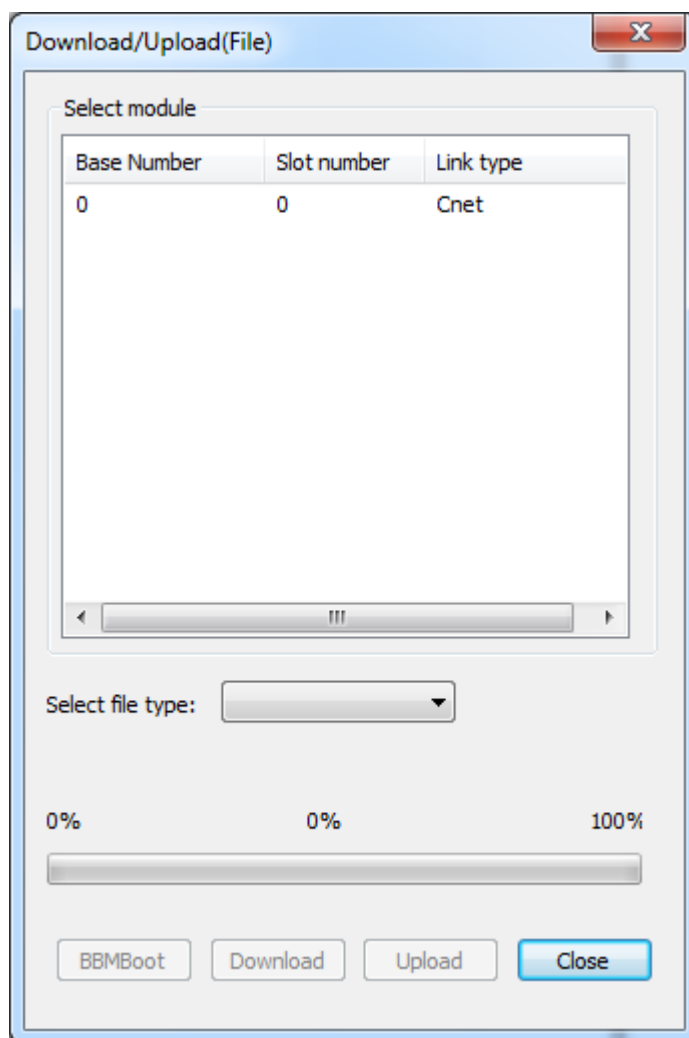 Download/Upload(File)
Select module
Base Number Slot number Link type
0 0 Cnet
Select file type:
0% 0% 100%
BBMBoot Download Upload Close